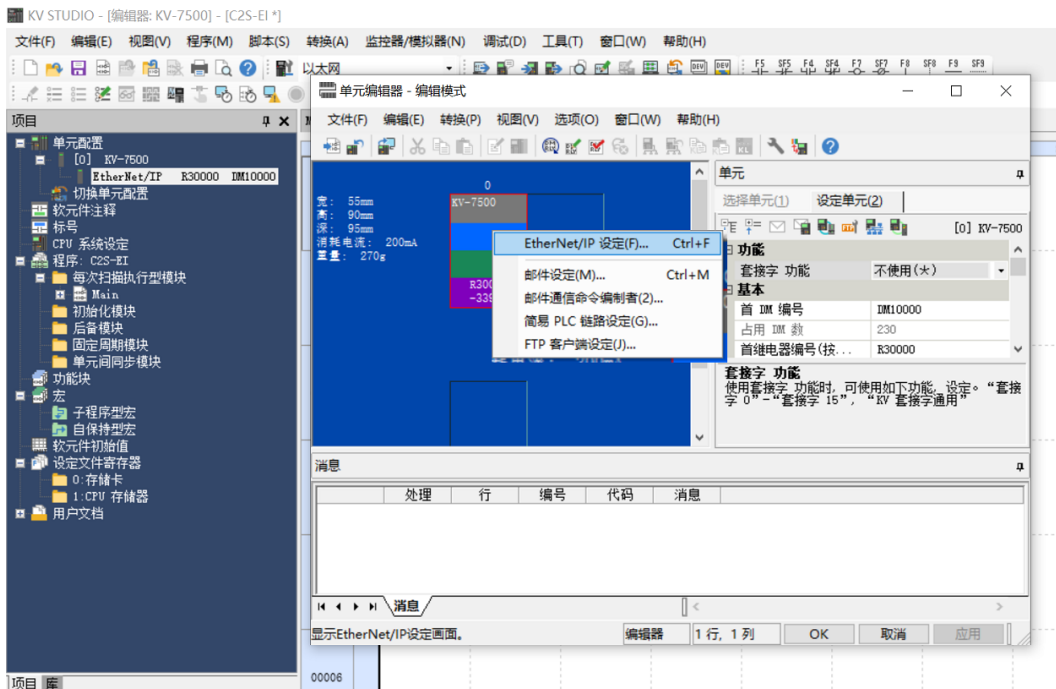 KV STUDIO - [编辑器: KV-7500] - [C2S-EI *]
文件(F) 编辑(E) 视图(V) 程序(M) 脚本(S) 转换(A) 监控器/模拟器(N) 调试(D) 工具(T) 窗口(W) 帮助(H)
以太网
F5 SF5 F4 SF4 F7 SF7 F8 SF8 F9 SF9
项目
单元配置
[0] KV-7500
EtherNet/IP R30000 DM10000
切换单元配置
软元件注释
标号
CPU 系统设定
程序: C2S-EI
每次扫描执行型模块
Main
初始化模块
后备模块
固定周期模块
单元间同步模块
功能块
宏
子程序型宏
自保持型宏
软元件初始值
设定文件寄存器
0:存储卡
1:CPU 存储器
用户文档
项目 库
单元编辑器 - 编辑模式
文件(F) 编辑(E) 转换(P) 视图(V) 选项(O) 窗口(W) 帮助(H)
宽: 55mm
高: 90mm
深: 95mm
消耗电流: 200mA
重量: 270g
0
KV-7500
R300
-339
EtherNet/IP 设定(F)... Ctrl+F
邮件设定(M)... Ctrl+M
邮件通信命令编制者(2)...
简易 PLC 链路设定(G)...
FTP 客户端设定(J)...
单元
选择单元(1) 设定单元(2)
[0] KV-7500
功能
套接字 功能 不使用(*)
基本
首 DM 编号 DM10000
占用 DM 数 230
首继电器编号(按... R30000
套接字 功能
使用套接字 功能时, 可使用如下功能, 设定。“套接
字 0”-“套接字 15”, “KV 套接字通用”
消息
处理 行 编号 代码 消息
消息
显示EtherNet/IP设定画面。 编辑器 1 行, 1 列 OK 取消 应用
00006